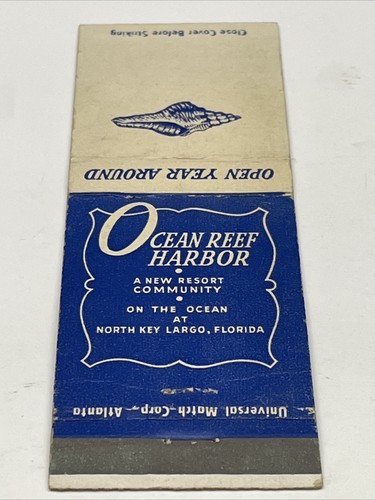 Close Cover Before Striking
OPEN YEAR AROUND
OCEAN REEF
HARBOR
A NEW RESORT
COMMUNITY
ON THE OCEAN
AT
NORTH KEY LARGO, FLORIDA
Universal Match Corp., Atlanta